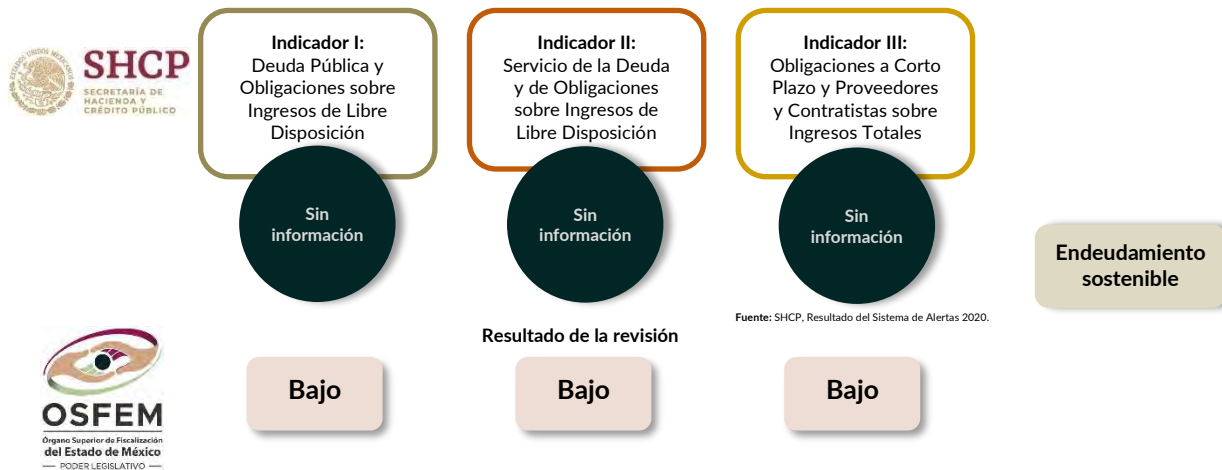 ESTADOS UNIDOS MEXICANOS
SHCP
SECRETARÍA DE
HACIENDA Y
CRÉDITO PÚBLICO
Indicador I:
Deuda Pública y
Obligaciones sobre
Ingresos de Libre
Disposición
Sin
información
Indicador II:
Servicio de la Deuda
y de Obligaciones
sobre Ingresos de
Libre Disposición
Sin
información
Indicador III:
Obligaciones a Corto
Plazo y Proveedores
y Contratistas sobre
Ingresos Totales
Sin
información
Endeudamiento
sostenible
Fuente: SHCP, Resultado del Sistema de Alertas 2020.
Resultado de la revisión
OSFEM
Órgano Superior de Fiscalización
del Estado de México
PODER LEGISLATIVO
Bajo
Bajo
Bajo